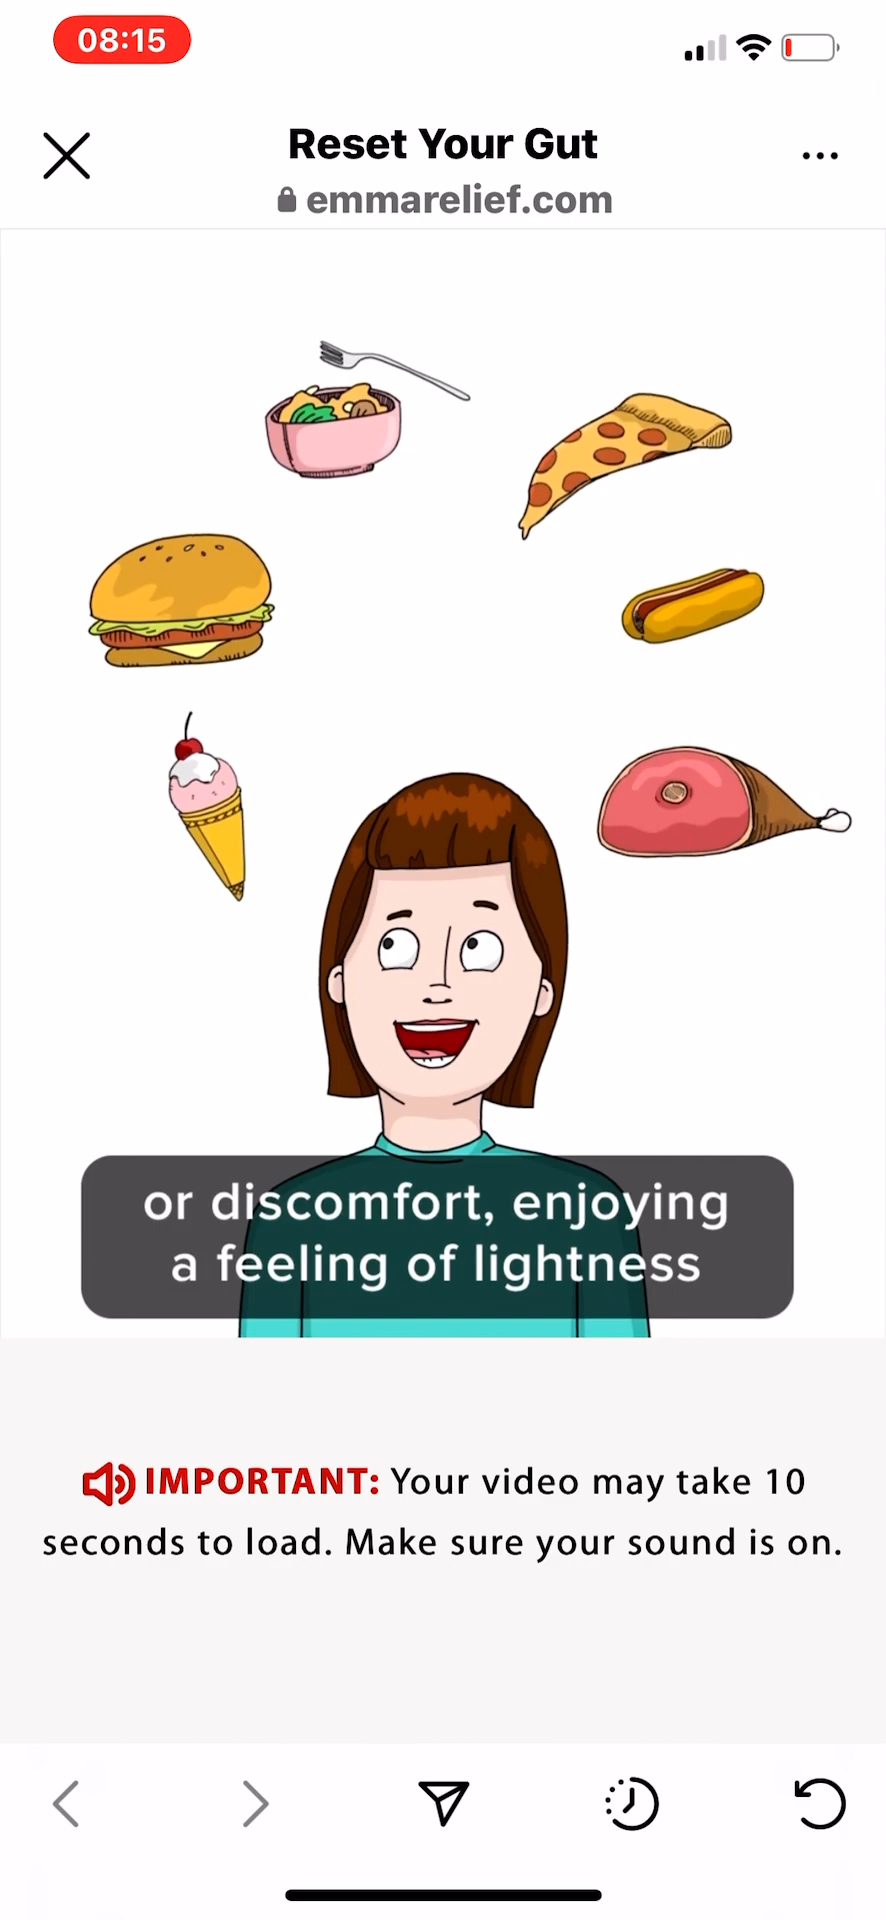 08:15
Reset Your Gut
emmarelief.com
or discomfort, enjoying
a feeling of lightness
IMPORTANT: Your video may take 10
seconds to load. Make sure your sound is on.